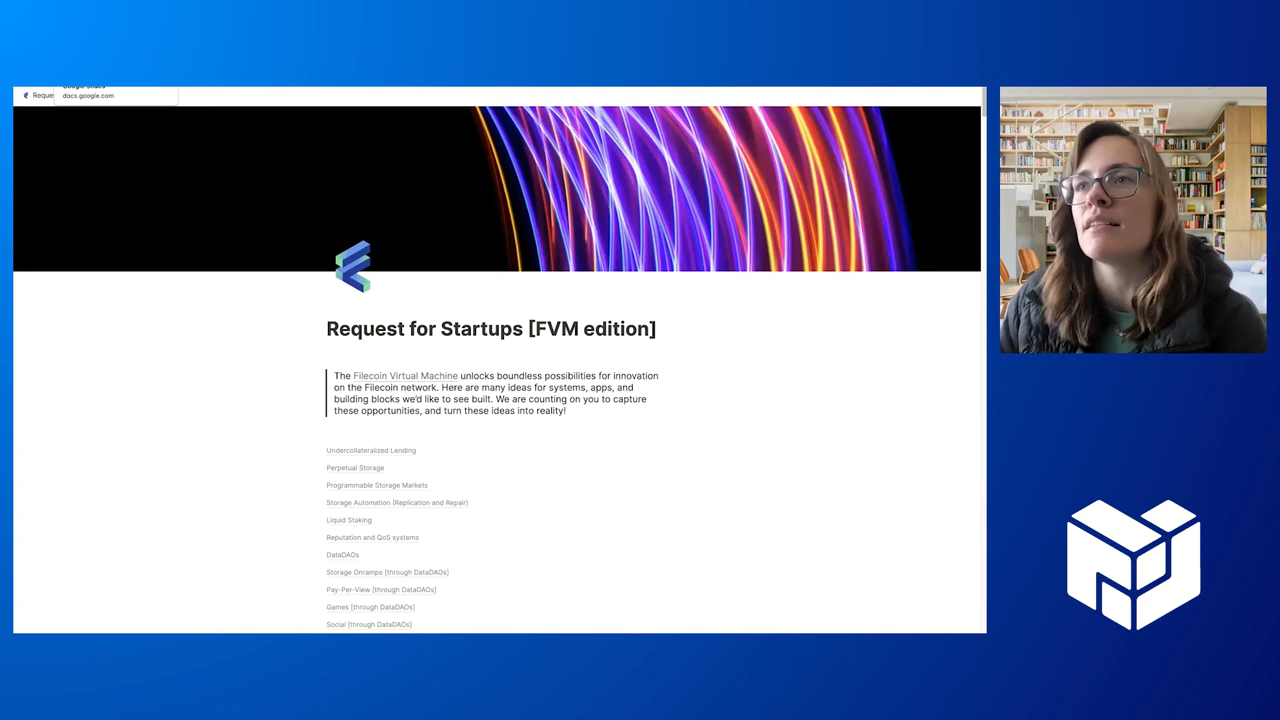 Google Slides
Reques
docs.google.com
Request for Startups [FVM edition]
The Filecoin Virtual Machine unlocks boundless possibilities for innovation
on the Filecoin network. Here are many ideas for systems, apps, and
building blocks we'd like to see built. We are counting on you to capture
these opportunities, and turn these ideas into reality!
Undercollateralized Lending
Perpetual Storage
Programmable Storage Markets
Storage Automation (Replication and Repair)
Liquid Staking
Reputation and QoS systems
DataDAOs
Storage Onramps [through DataDAOs]
Pay-Per-View [through DataDAOs]
Games [through DataDAOs]
Social [through DataDAOs]